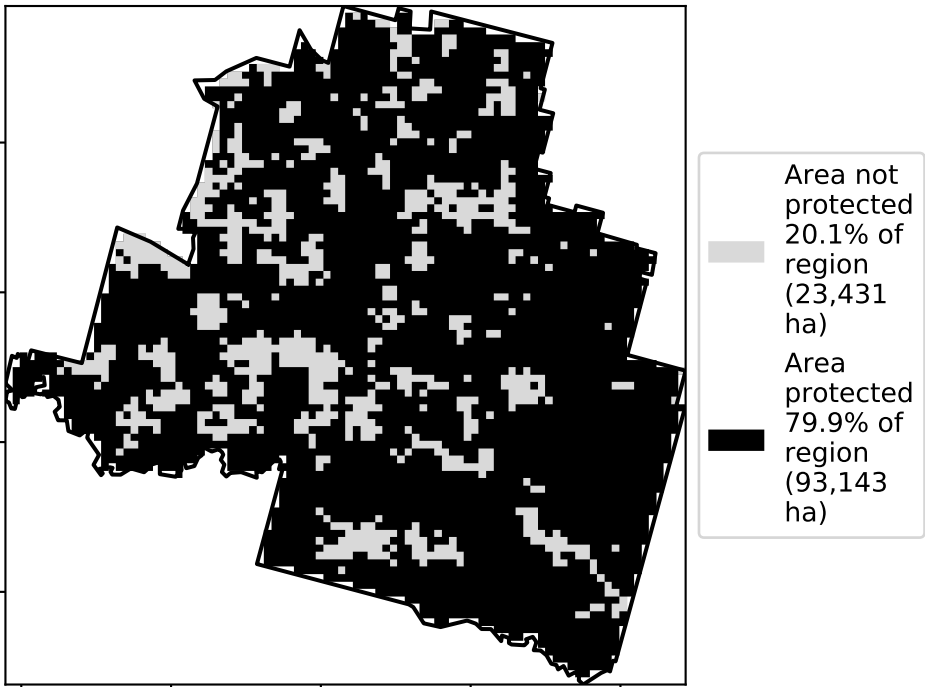 Area not
protected
20.1% of
region
(23,431
ha)
Area
protected
79.9% of
region
(93,143
ha)